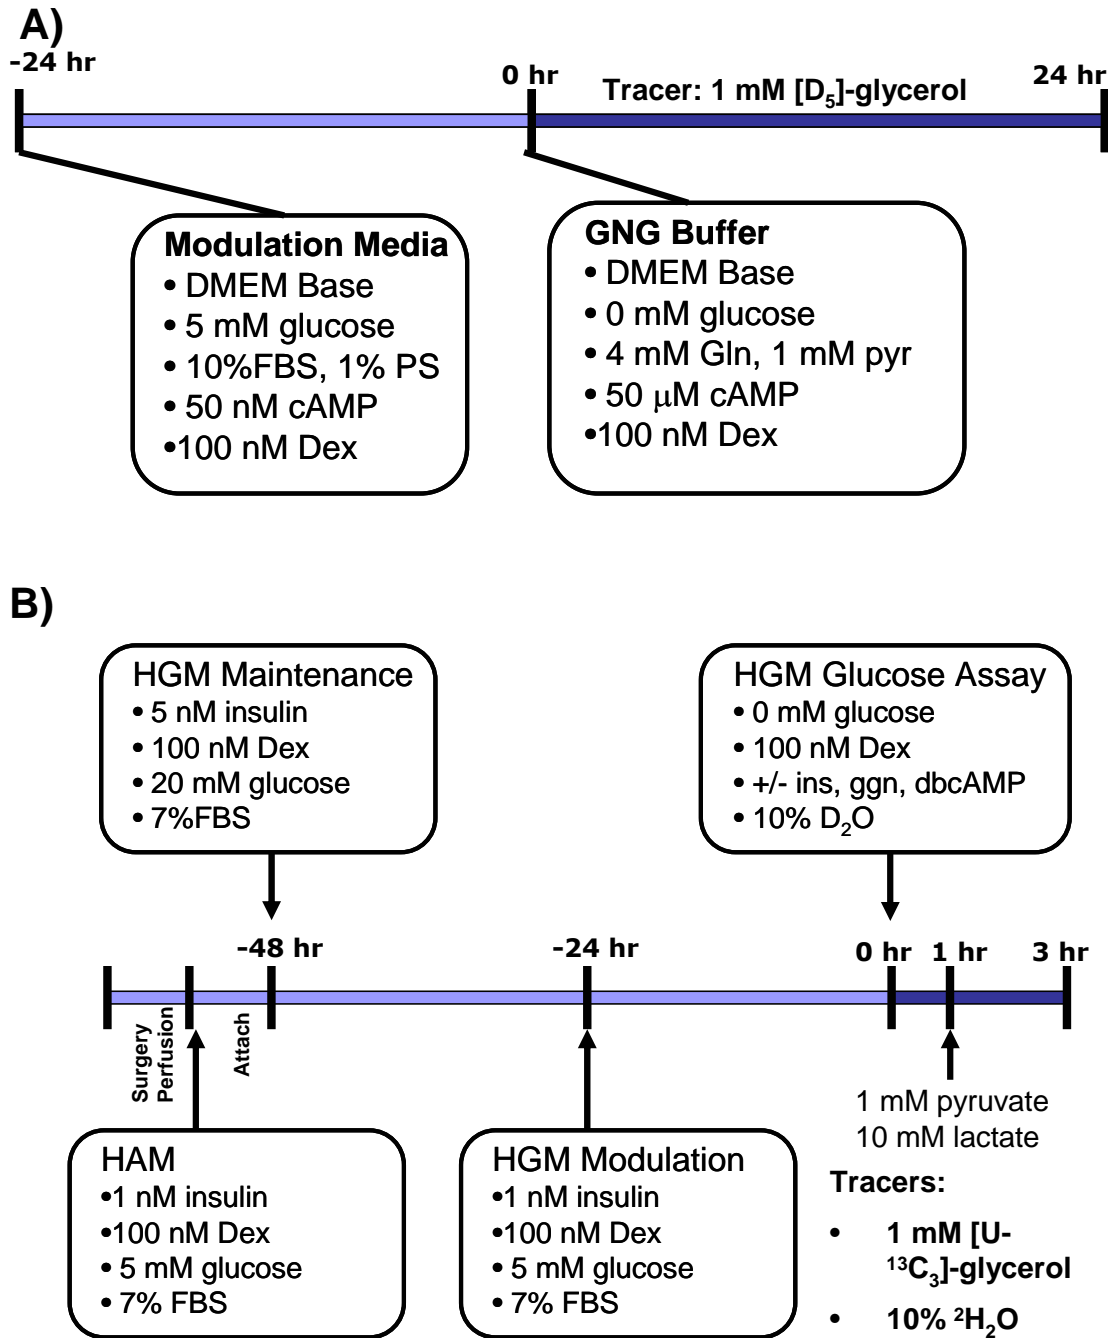 A)
-24 hr
0 hr
Tracer: 1 mM [D₅]-glycerol
24 hr
Modulation Media
• DMEM Base
• 5 mM glucose
• 10%FBS, 1% PS
• 50 nM cAMP
•100 nM Dex
GNG Buffer
• DMEM Base
• 0 mM glucose
• 4 mM Gln, 1 mM pyr
• 50 μM cAMP
•100 nM Dex
B)
HGM Maintenance
• 5 nM insulin
• 100 nM Dex
• 20 mM glucose
• 7%FBS
HGM Glucose Assay
• 0 mM glucose
• 100 nM Dex
• +/- ins, ggn, dbcAMP
• 10% D₂O
-48 hr
-24 hr
0 hr
1 hr
3 hr
Surgery
Perfusion
Attach
HAM
•1 nM insulin
•100 nM Dex
• 5 mM glucose
• 7% FBS
HGM Modulation
•1 nM insulin
•100 nM Dex
• 5 mM glucose
• 7% FBS
1 mM pyruvate
10 mM lactate
Tracers:
• 1 mM [U-
¹³C₃]-glycerol
• 10% ²H₂O